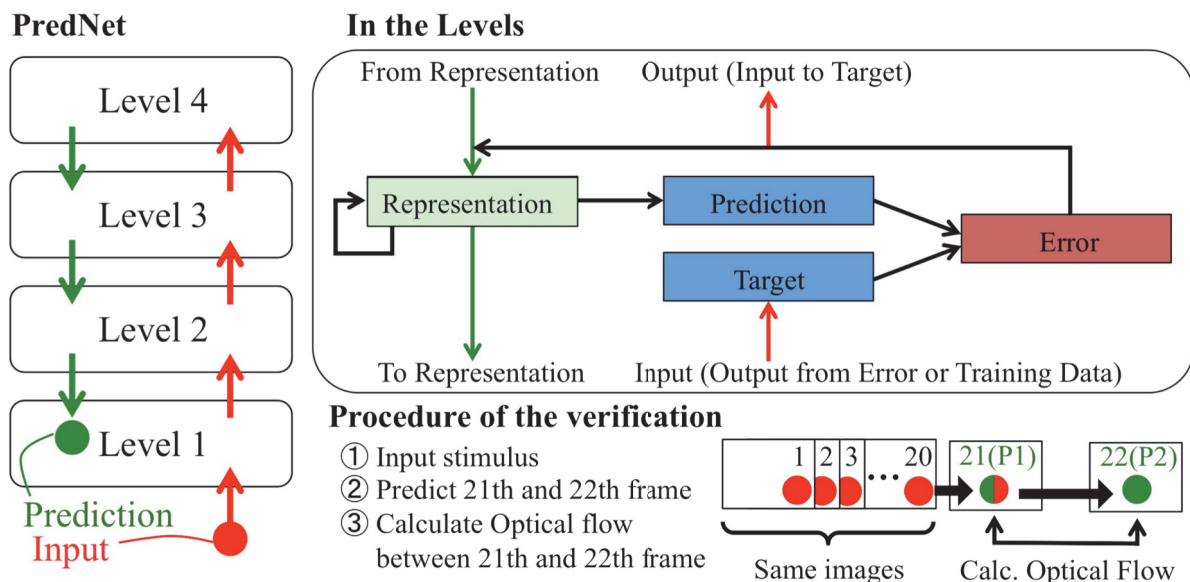 PredNet
Level 4
Level 3
Level 2
Level 1
Prediction
Input
In the Levels
From Representation
Output (Input to Target)
Representation
Prediction
Error
Target
To Representation
Input (Output from Error or Training Data)
Procedure of the verification
① Input stimulus
② Predict 21th and 22th frame
③ Calculate Optical flow
between 21th and 22th frame
1 2 3 ... 20
21(P1)
22(P2)
Same images
Calc. Optical Flow